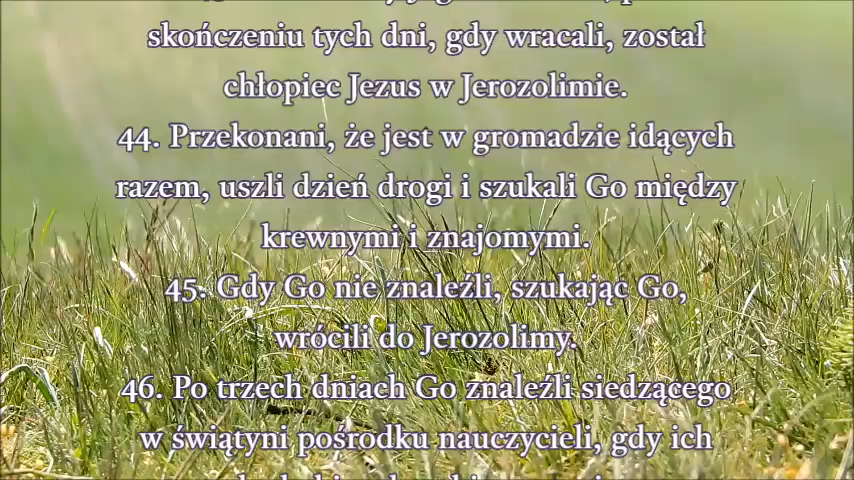 skończeniu tych dni, gdy wracali, został
chłopiec Jezus w Jerozolimie.
44. Przekonani, że jest w gromadzie idących
razem, uszli dzień drogi i szukali Go między
krewnymi i znajomymi.
45. Gdy Go nie znaleźli, szukając Go,
wrócili do Jerozolimy.
46. Po trzech dniach Go znaleźli siedzącego
w świątyni pośrodku nauczycieli, gdy ich